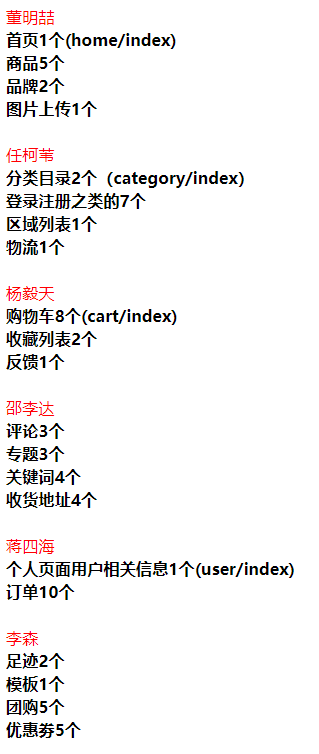 董明喆
首页1个(home/index)
商品5个
品牌2个
图片上传1个
任柯苇
分类目录2个（category/index)
登录注册之类的7个
区域列表1个
物流1个
杨毅天
购物车8个(cart/index)
收藏列表2个
反馈1个
邵李达
评论3个
专题3个
关键词4个
收货地址4个
蒋四海
个人页面用户相关信息1个(user/index)
订单10个
李森
足迹2个
模板1个
团购5个
优惠劵5个